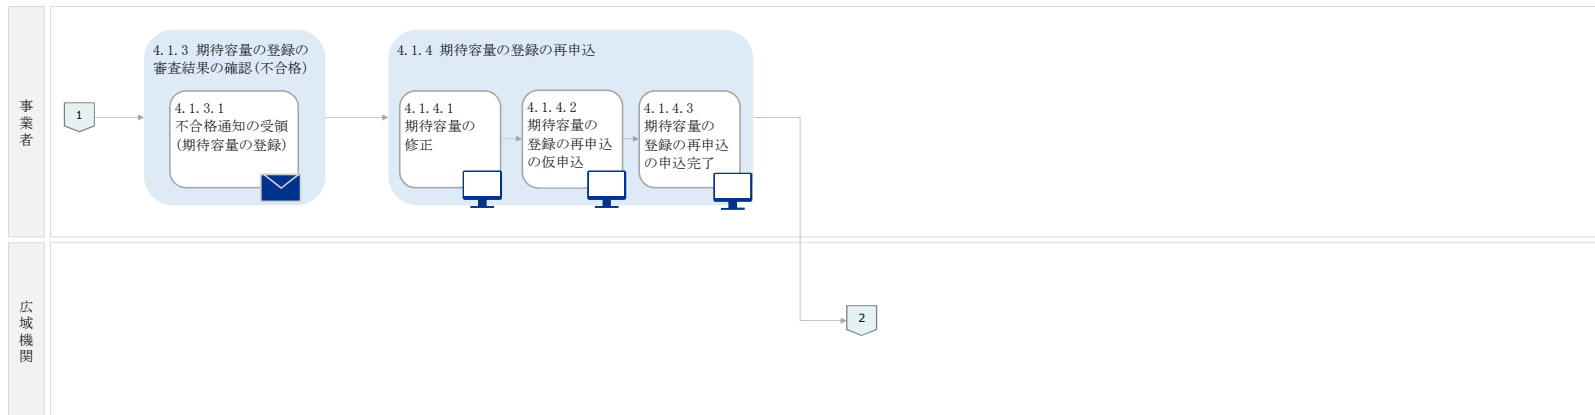 事業者
1
4.1.3 期待容量の登録の
審査結果の確認(不合格)
4.1.3.1
不合格通知の受領
(期待容量の登録)
4.1.4 期待容量の登録の再申込
4.1.4.1
期待容量の
修正
4.1.4.2
期待容量の
登録の再申込
の仮申込
4.1.4.3
期待容量の
登録の再申込
の申込完了
広域機関
2